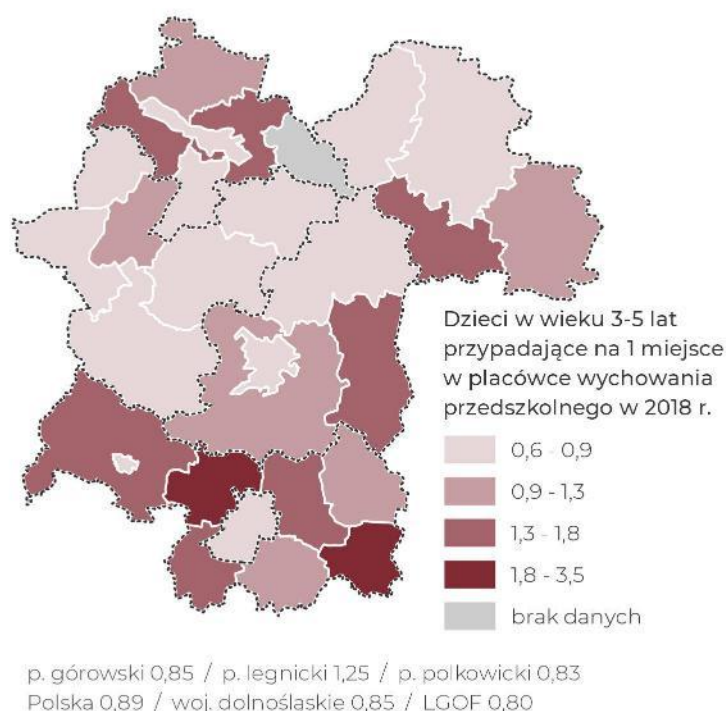 Dzieci w wieku 3-5 lat
przypadające na 1 miejsce
w placówce wychowania
przedszkolnego w 2018 r.
0,6 - 0,9
0,9 - 1,3
1,3 - 1,8
1,8 - 3,5
brak danych
p. górowski 0,85 / p. legnicki 1,25 / p. polkowicki 0,83
Polska 0,89 / woj. dolnośląskie 0,85 / LGOF 0,80